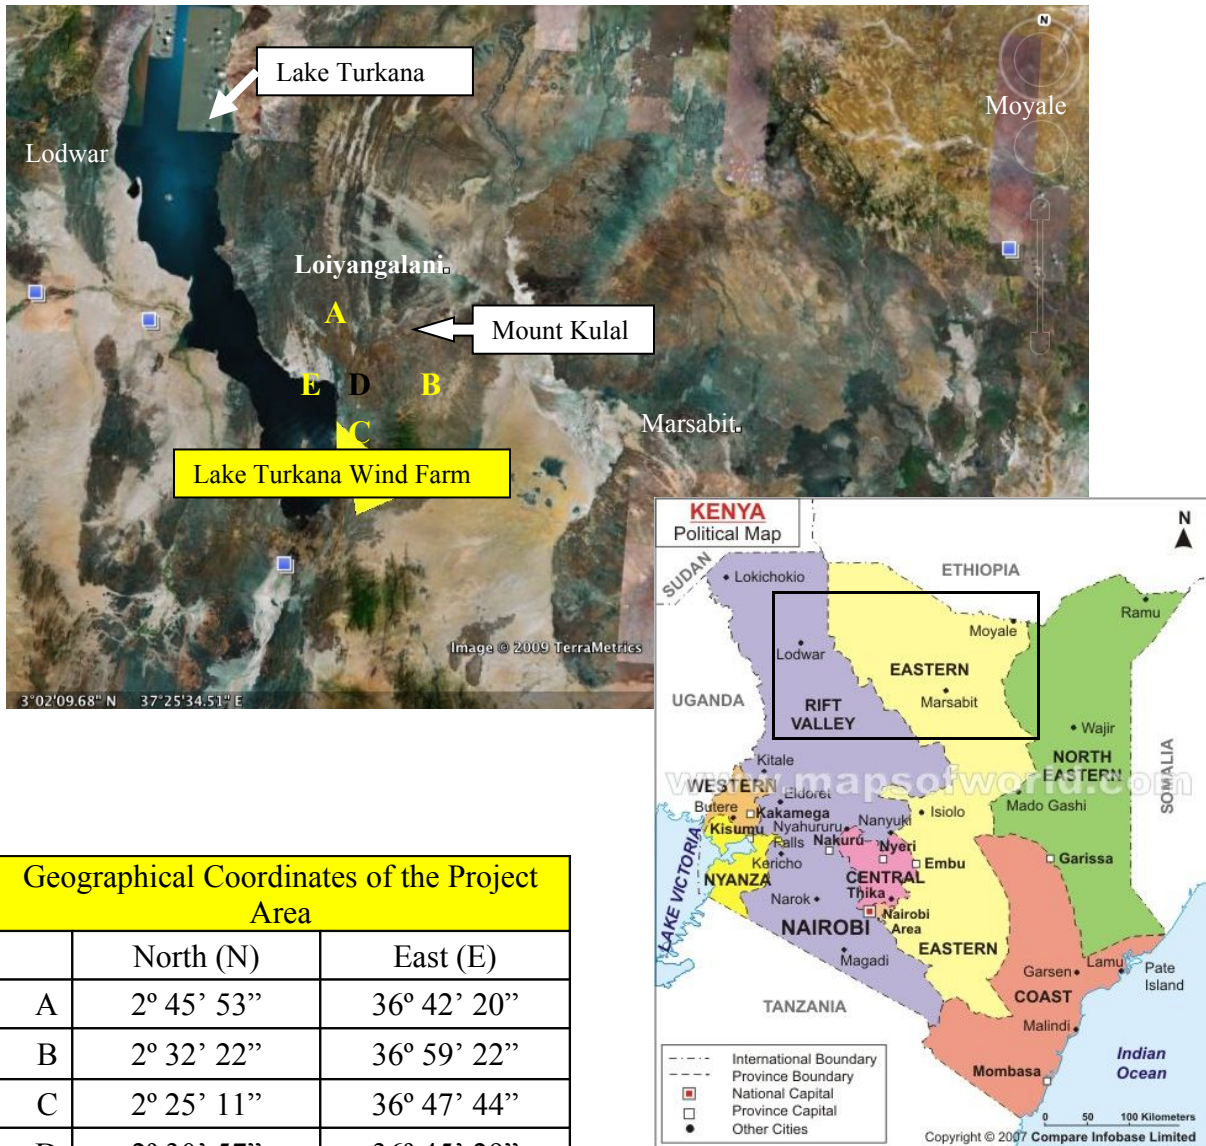 N
Lake Turkana
Moyale
Lodwar
Loiyangalani
A
Mount Kulal
E D B
C
Marsabit
Lake Turkana Wind Farm
Image © 2009 TerraMetrics
3°02'09.68" N 37°25'34.51" E
KENYA
Political Map
N
SUDAN
ETHIOPIA
Lokichokio
Ramu
Moyale
Lodwar
EASTERN
Marsabit
UGANDA
RIFT
VALLEY
Wajir
NORTH
EASTERN
SOMALIA
Kitale
www.mapsofworld.com
WESTERN
Eldoret
Mado Gashi
Butere
Kakamega
Isiolo
Kisumu
Nyahururu
Falls
Nanyuki
Nakuru
Nyeri
Kericho
Embu
Garissa
LAKE VICTORIA
NYANZA
CENTRAL
Thika
Narok
Nairobi
Area
NAIROBI
EASTERN
Magadi
Garsen
Lamu
Pate
Island
COAST
TANZANIA
Malindi
Mombasa
Indian
Ocean
International Boundary
Province Boundary
National Capital
Province Capital
Other Cities
0 50 100 Kilometers
Copyright © 2007 Compare Infobase Limited
Geographical Coordinates of the Project
Area
North (N) East (E)
A 2º 45’ 53” 36º 42’ 20”
B 2º 32’ 22” 36º 59’ 22”
C 2º 25’ 11” 36º 47’ 44”